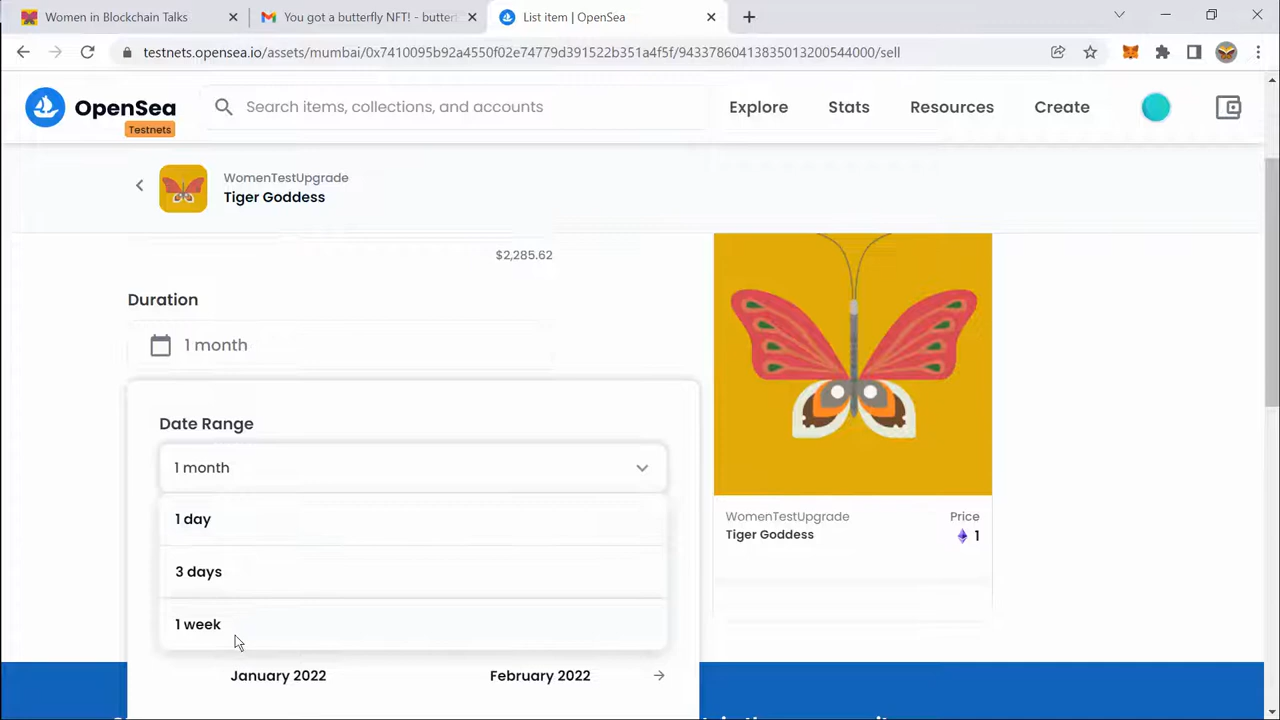 Women in Blockchain Talks
You got a butterfly NFT! - butter
List item | OpenSea
testnets.opensea.io/assets/mumbai/0x7410095b92a4550f02e74779d391522b351a4f5f/94337860413835013200544000/sell
OpenSea
Testnets
Search items, collections, and accounts
Explore
Stats
Resources
Create
WomenTestUpgrade
Tiger Goddess
$2,285.62
Duration
1 month
Date Range
1 month
1 day
3 days
1 week
January 2022
February 2022
WomenTestUpgrade
Price
Tiger Goddess
1